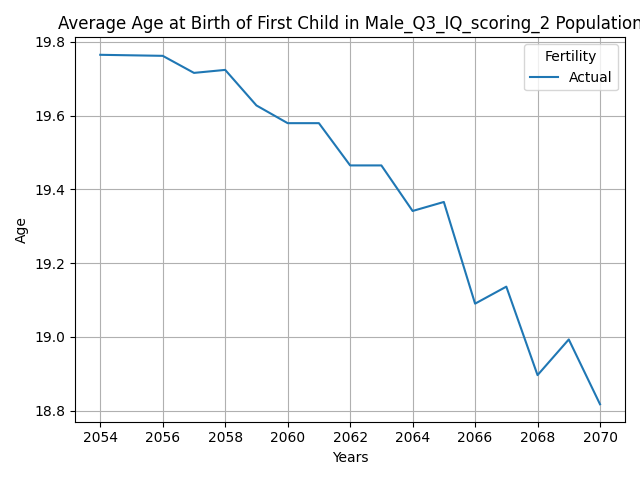 Average Age at Birth of First Child in Male_Q3_IQ_scoring_2 Population
19.8
19.6
19.4
19.2
19.0
18.8
Age
Fertility
Actual
2054 2056 2058 2060 2062 2064 2066 2068 2070
Years